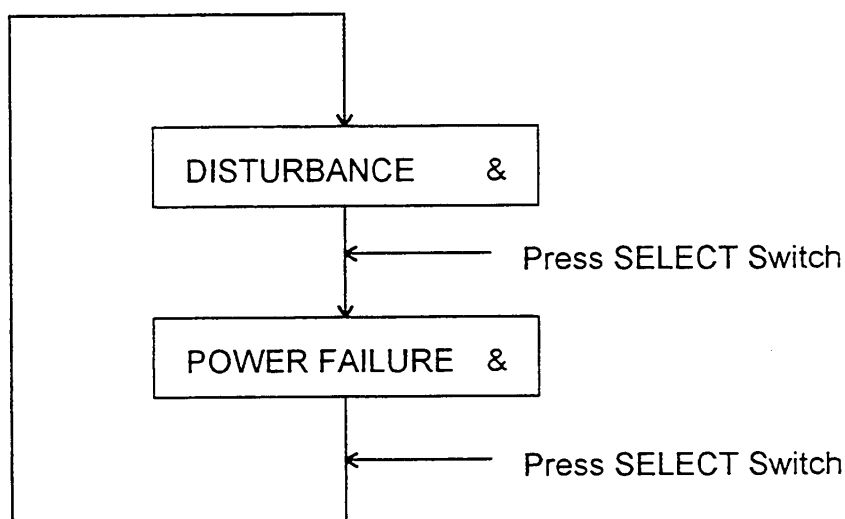 DISTURBANCE &
Press SELECT Switch
POWER FAILURE &
Press SELECT Switch